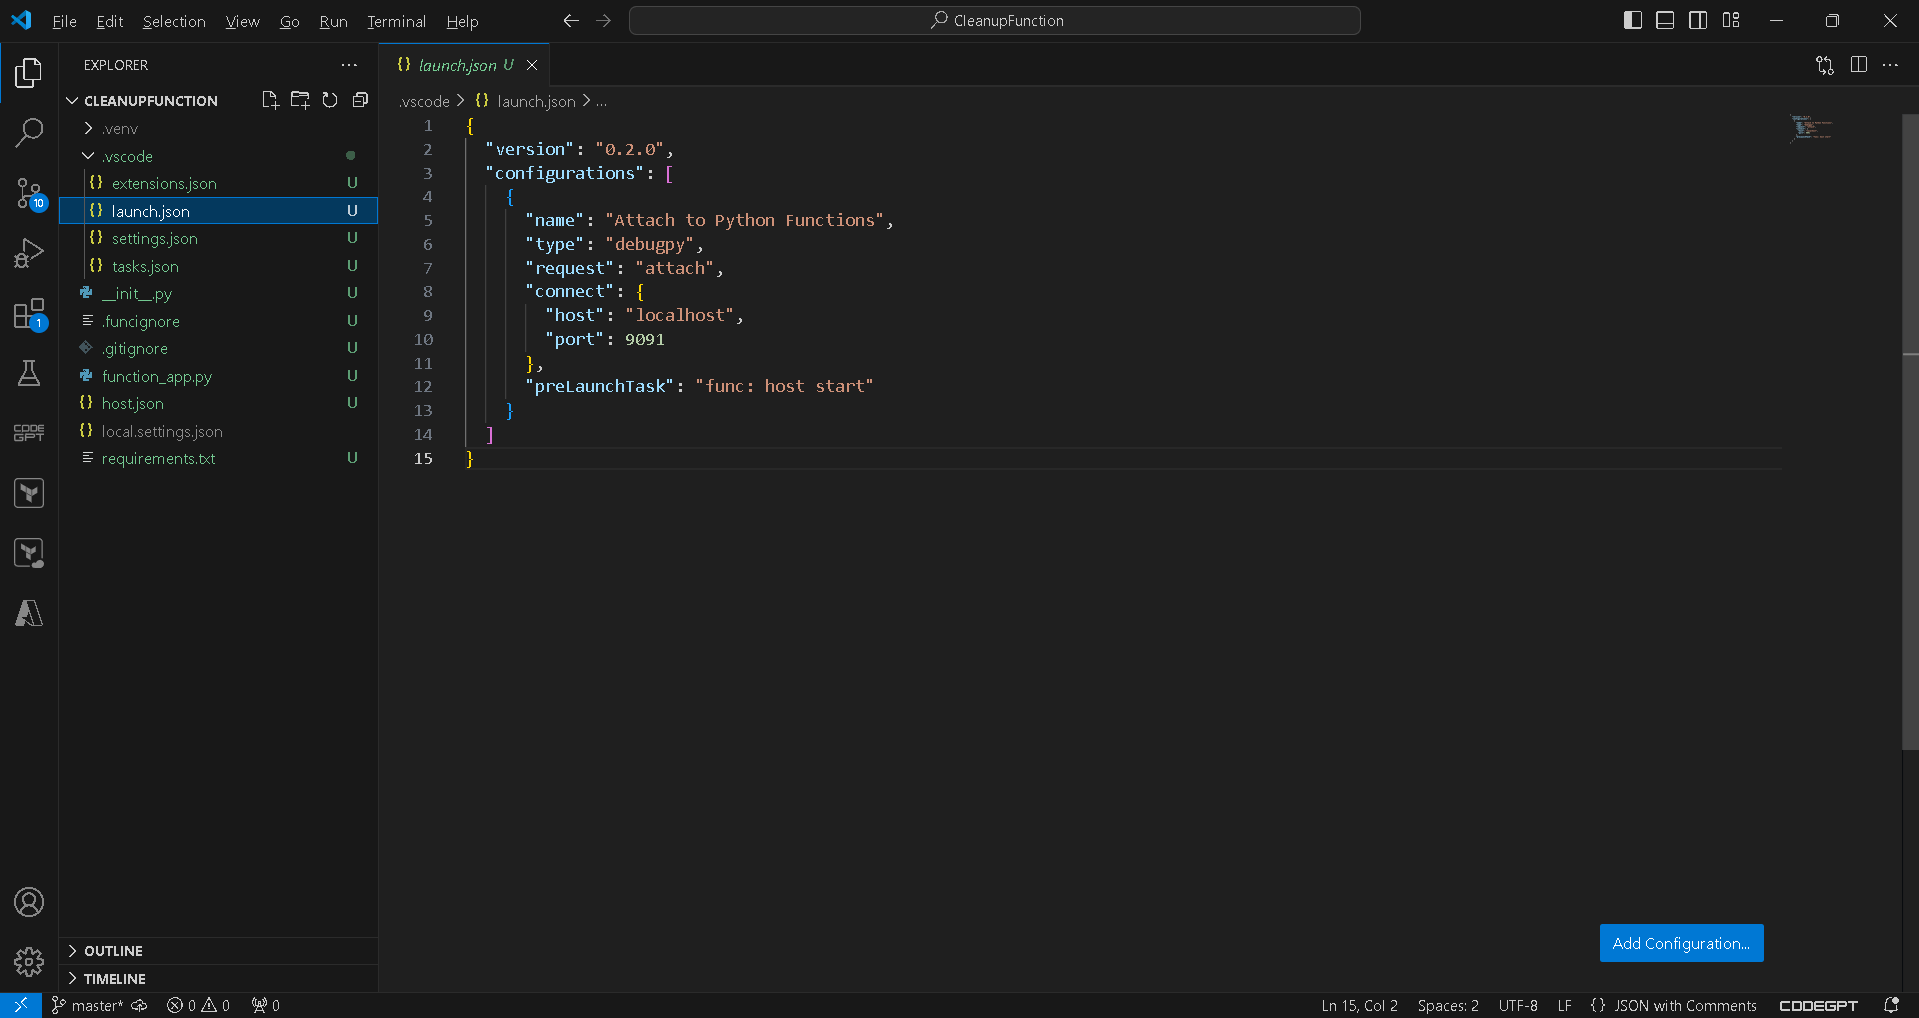 File Edit Selection View Go Run Terminal Help
CleanupFunction
EXPLORER
CLEANUPFUNCTION
.venv
.vscode
extensions.json U
launch.json U
settings.json U
tasks.json U
__init__.py U
.funcignore U
.gitignore U
function_app.py U
host.json U
local.settings.json
requirements.txt U
10
1
CODE
GPT
OUTLINE
TIMELINE
launch.json U
.vscode > {} launch.json > ...
1 {
2 "version": "0.2.0",
3 "configurations": [
4 {
5 "name": "Attach to Python Functions",
6 "type": "debugpy",
7 "request": "attach",
8 "connect": {
9 "host": "localhost",
10 "port": 9091
11 },
12 "preLaunchTask": "func: host start"
13 }
14 ]
15 }
Add Configuration...
master* 0 0 0 Ln 15, Col 2 Spaces: 2 UTF-8 LF {} JSON with Comments CODEGPT